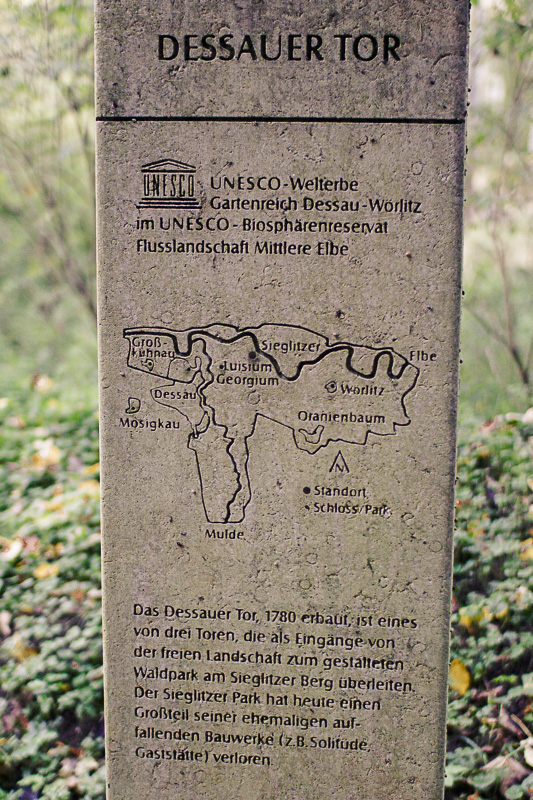 DESSAUER TOR
UNESCO
UNESCO-Welterbe
Gartenreich Dessau-Wörlitz
im UNESCO-Biosphärenreservat
Flusslandschaft Mittlere Elbe
Groß-
Kühnau
Sieglitzer
Elbe
Luisium
Georgium
Wörlitz
Dessau
Mosigkau
Oranienbaum
Standort
Schloss/Park
Mulde
Das Dessauer Tor, 1780 erbaut, ist eines
von drei Toren, die als Eingänge von
der freien Landschaft zum gestalteten
Waldpark am Sieglitzer Berg überleiten.
Der Sieglitzer Park hat heute einen
Großteil seiner ehemaligen auf-
fallenden Bauwerke (z.B. Solitude,
Gaststätte) verloren.